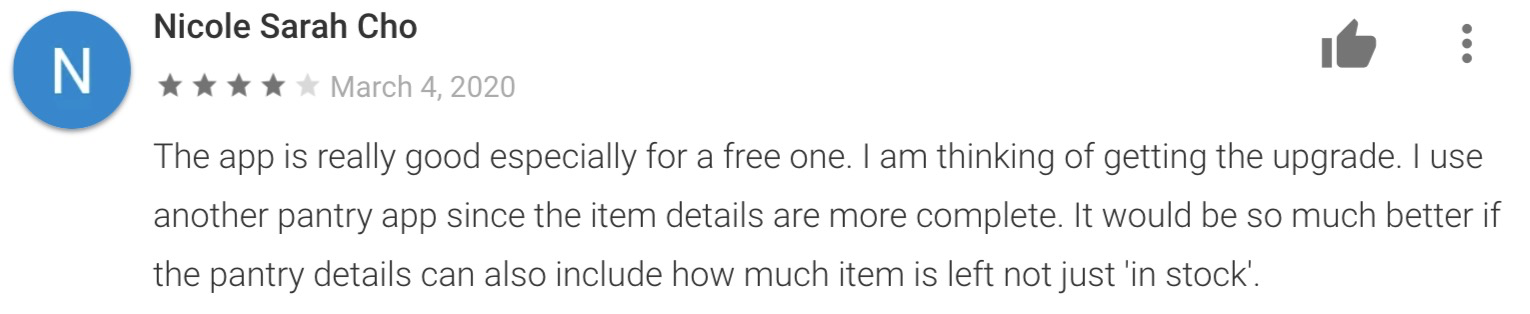 N
Nicole Sarah Cho
March 4, 2020
The app is really good especially for a free one. I am thinking of getting the upgrade. I use
another pantry app since the item details are more complete. It would be so much better if
the pantry details can also include how much item is left not just 'in stock'.